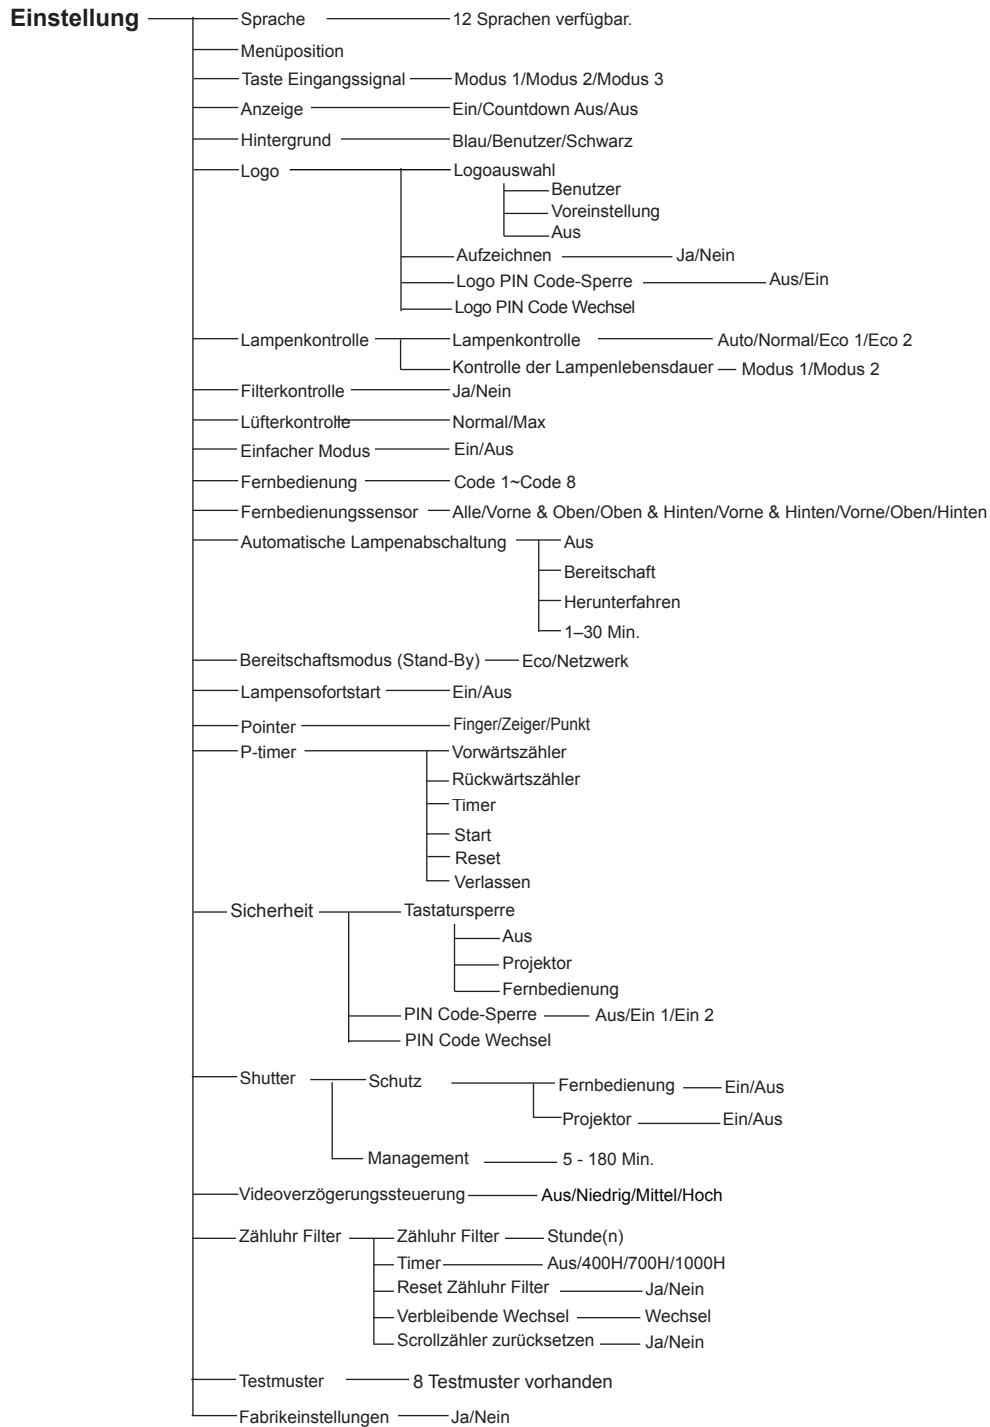 Einstellung Sprache 12 Sprachen verfügbar.
Menüposition
Taste Eingangssignal Modus 1/Modus 2/Modus 3
Anzeige Ein/Countdown Aus/Aus
Hintergrund Blau/Benutzer/Schwarz
Logo Logoauswahl
Benutzer
Voreinstellung
Aus
Aufzeichnen Ja/Nein
Logo PIN Code-Sperre Aus/Ein
Logo PIN Code Wechsel
Lampenkontrolle Lampenkontrolle Auto/Normal/Eco 1/Eco 2
Kontrolle der Lampenlebensdauer Modus 1/Modus 2
Filterkontrolle Ja/Nein
Lüfterkontrolle Normal/Max
Einfacher Modus Ein/Aus
Fernbedienung Code 1~Code 8
Fernbedienungssensor Alle/Vorne & Oben/Oben & Hinten/Vorne & Hinten/Vorne/Oben/Hinten
Automatische Lampenabschaltung Aus
Bereitschaft
Herunterfahren
1–30 Min.
Bereitschaftsmodus (Stand-By) Eco/Netzwerk
Lampensofortstart Ein/Aus
Pointer Finger/Zeiger/Punkt
P-timer Vorwärtszähler
Rückwärtszähler
Timer
Start
Reset
Verlassen
Sicherheit Tastatursperre
Aus
Projektor
Fernbedienung
PIN Code-Sperre Aus/Ein 1/Ein 2
PIN Code Wechsel
Shutter Schutz Fernbedienung Ein/Aus
Projektor Ein/Aus
Management 5 - 180 Min.
Videoverzögerungssteuerung Aus/Niedrig/Mittel/Hoch
Zähluhr Filter Zähluhr Filter Stunde(n)
Timer Aus/400H/700H/1000H
Reset Zähluhr Filter Ja/Nein
Verbleibende Wechsel Wechsel
Scrollzähler zurücksetzen Ja/Nein
Testmuster 8 Testmuster vorhanden
Fabrikeinstellungen Ja/Nein